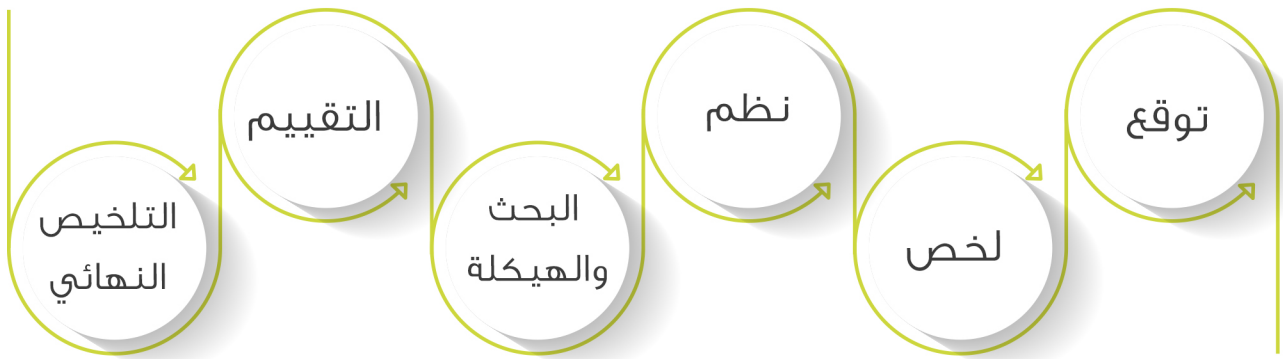 توقع
لخص
نظم
البحث
والهيكلة
التقييم
التلخيص
النهائي